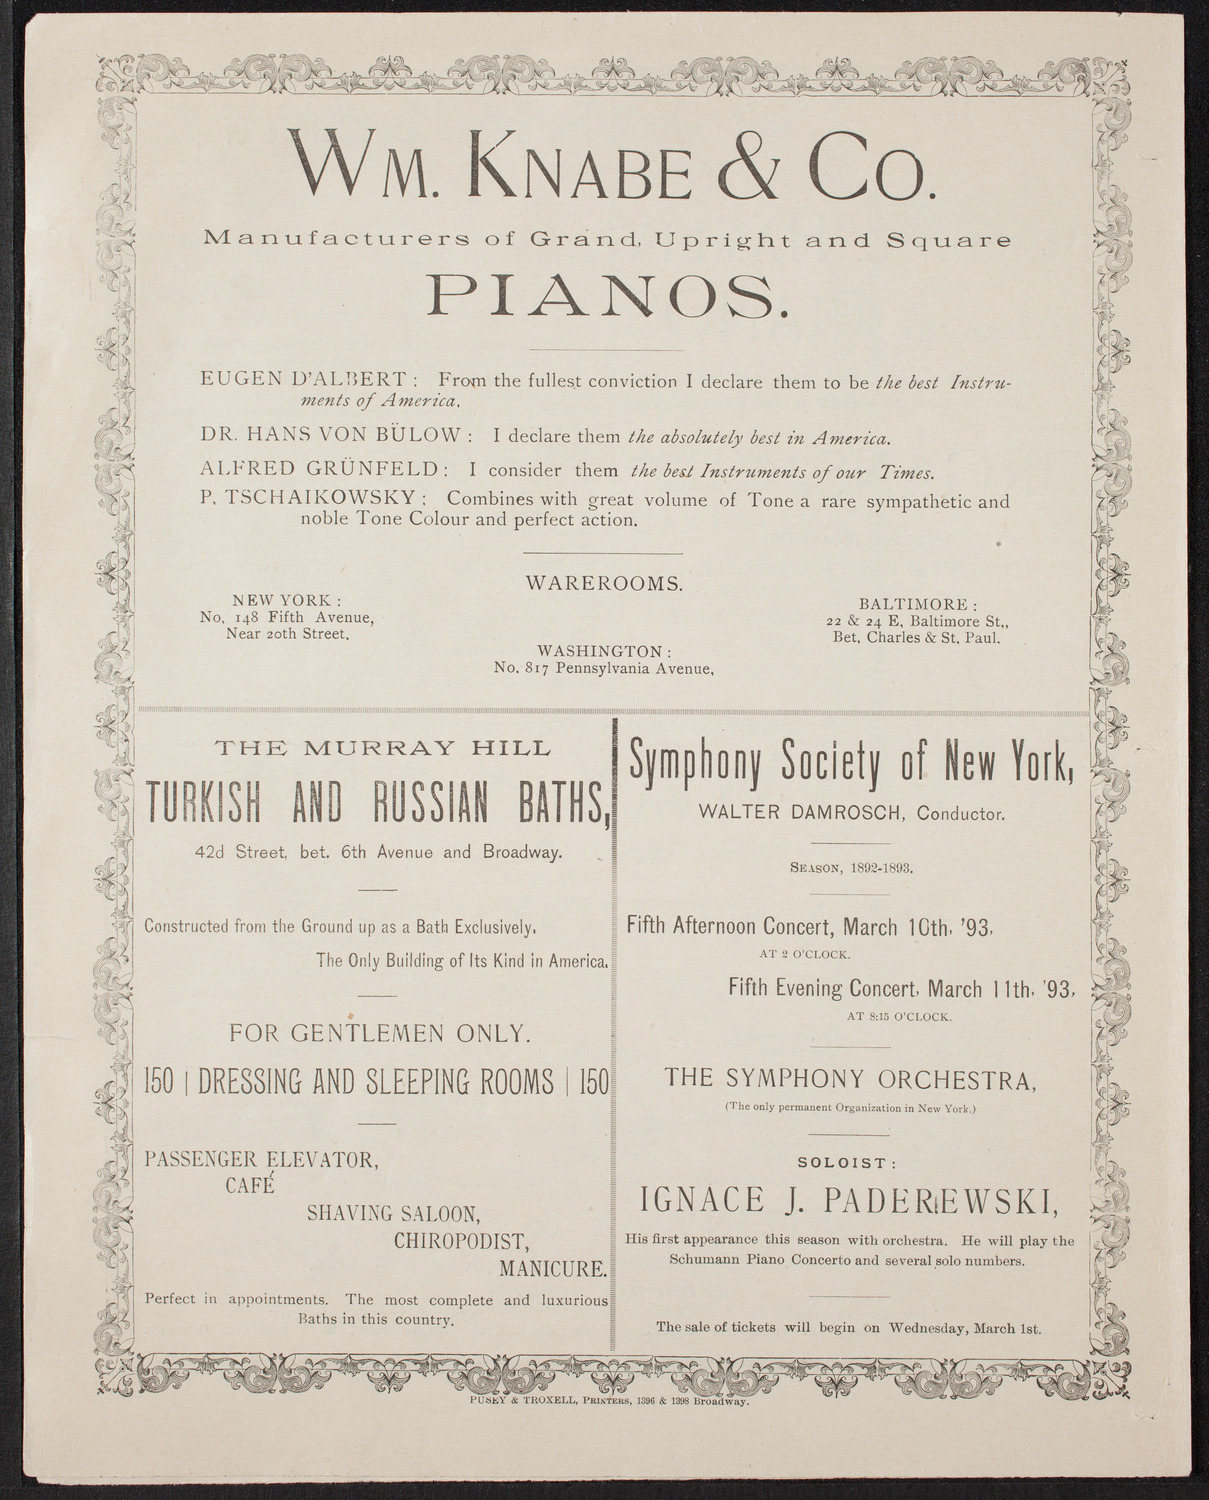 WM. KNABE & CO.
Manufacturers of Grand, Upright and Square
PIANOS.
EUGEN D'ALBERT: From the fullest conviction I declare them to be the best Instru-
ments of America.
DR. HANS VON BÜLOW: I declare them the absolutely best in America.
ALFRED GRÜNFELD: I consider them the best Instruments of our Times.
P. TSCHAIKOWSKY: Combines with great volume of Tone a rare sympathetic and
noble Tone Colour and perfect action.
WAREROOMS.
NEW YORK:
No. 148 Fifth Avenue,
Near 20th Street.
BALTIMORE:
22 & 24 E. Baltimore St.,
Bet. Charles & St. Paul.
WASHINGTON:
No. 817 Pennsylvania Avenue.
THE MURRAY HILL
TURKISH AND RUSSIAN BATHS,
42d Street, bet. 6th Avenue and Broadway.
Constructed from the Ground up as a Bath Exclusively.
The Only Building of Its Kind in America.
FOR GENTLEMEN ONLY.
150 | DRESSING AND SLEEPING ROOMS | 150
PASSENGER ELEVATOR,
CAFÉ
SHAVING SALOON,
CHIROPODIST,
MANICURE.
Perfect in appointments. The most complete and luxurious
Baths in this country.
Symphony Society of New York,
WALTER DAMROSCH, Conductor.
SEASON, 1892-1893.
Fifth Afternoon Concert, March 10th, '93,
AT 2 O'CLOCK.
Fifth Evening Concert, March 11th, '93,
AT 8:15 O'CLOCK.
THE SYMPHONY ORCHESTRA,
(The only permanent Organization in New York.)
SOLOIST:
IGNACE J. PADEREWSKI,
His first appearance this season with orchestra. He will play the
Schumann Piano Concerto and several solo numbers.
The sale of tickets will begin on Wednesday, March 1st.
PUSEY & TROXELL, PRINTERS, 1396 & 1398 Broadway.